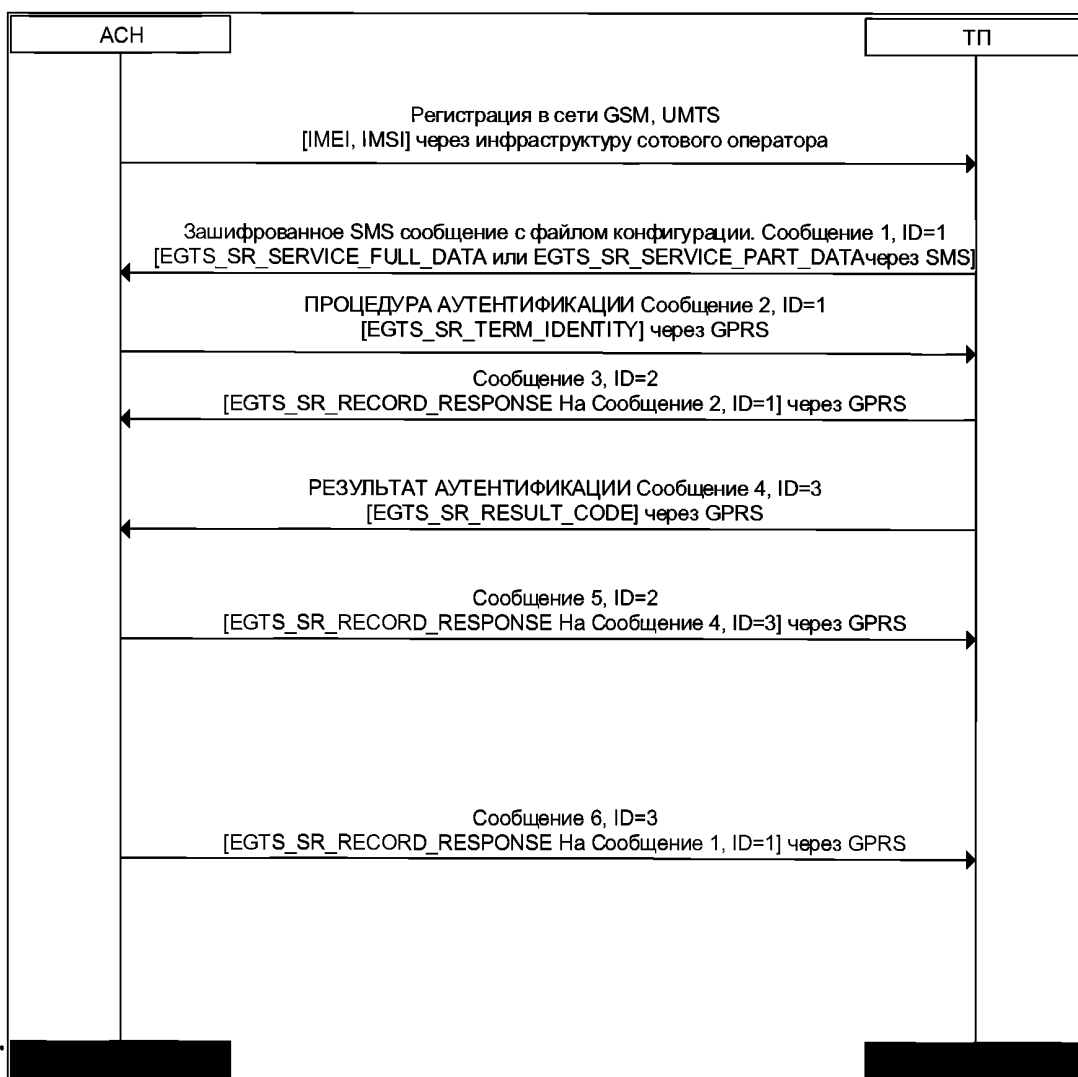 АСН
ТП
Регистрация в сети GSM, UMTS
[IMEI, IMSI] через инфраструктуру сотового оператора
Зашифрованное SMS сообщение с файлом конфигурации. Сообщение 1, ID=1
[EGTS_SR_SERVICE_FULL_DATA или EGTS_SR_SERVICE_PART_DATAчерез SMS]
ПРОЦЕДУРА АУТЕНТИФИКАЦИИ Сообщение 2, ID=1
[EGTS_SR_TERM_IDENTITY] через GPRS
Сообщение 3, ID=2
[EGTS_SR_RECORD_RESPONSE На Сообщение 2, ID=1] через GPRS
РЕЗУЛЬТАТ АУТЕНТИФИКАЦИИ Сообщение 4, ID=3
[EGTS_SR_RESULT_CODE] через GPRS
Сообщение 5, ID=2
[EGTS_SR_RECORD_RESPONSE На Сообщение 4, ID=3] через GPRS
Сообщение 6, ID=3
[EGTS_SR_RECORD_RESPONSE На Сообщение 1, ID=1] через GPRS